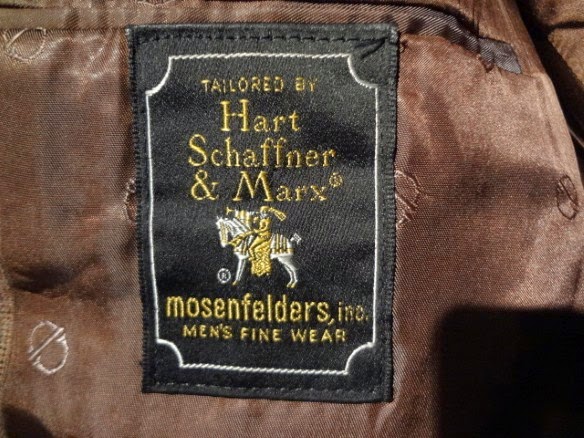 TAILORED BY
Hart
Schaffner
& Marx®
®
mosenfelders, inc.
MEN'S FINE WEAR